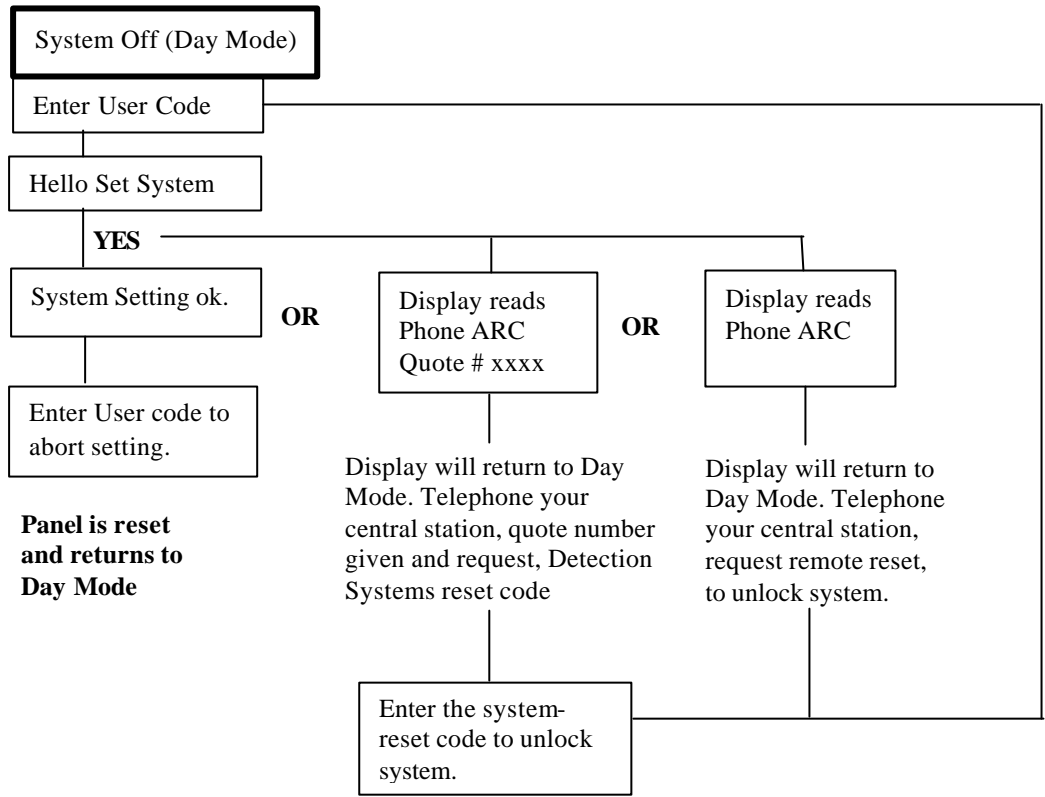 System Off (Day Mode)
Enter User Code
Hello Set System
YES
System Setting ok.
OR
Display reads
Phone ARC
Quote # xxxx
OR
Display reads
Phone ARC
Enter User code to
abort setting.
Panel is reset
and returns to
Day Mode
Display will return to Day
Mode. Telephone your
central station, quote number
given and request, Detection
Systems reset code
Display will return to
Day Mode. Telephone
your central station,
request remote reset,
to unlock system.
Enter the system-
reset code to unlock
system.